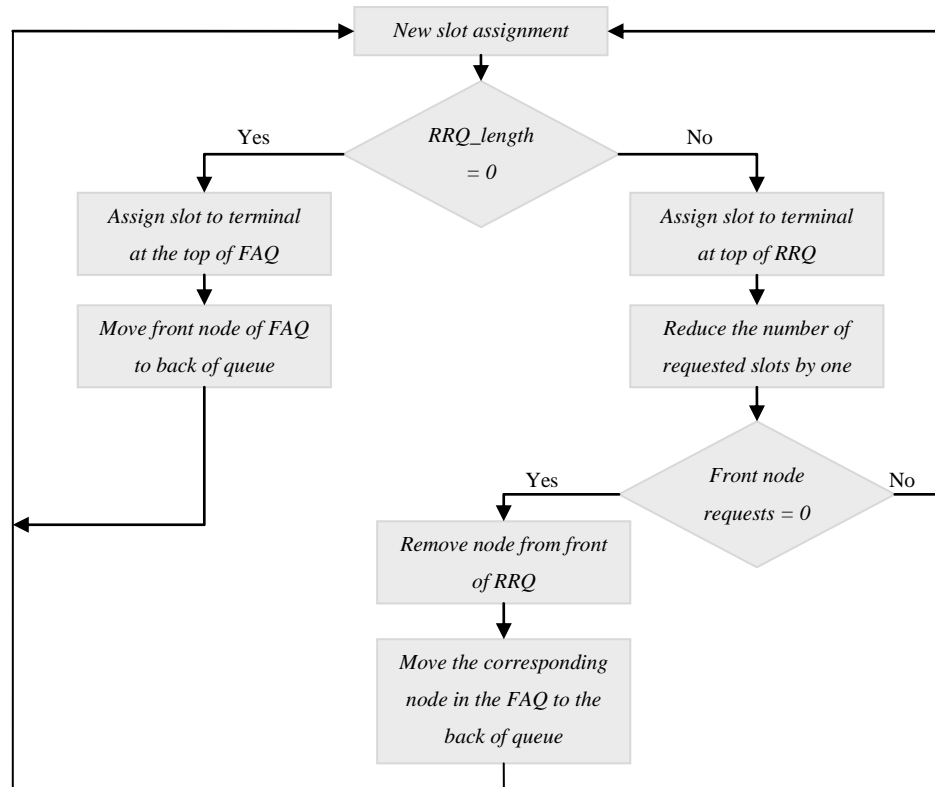 New slot assignment
RRQ_length
= 0
Yes
No
Assign slot to terminal
at the top of FAQ
Assign slot to terminal
at top of RRQ
Move front node of FAQ
to back of queue
Reduce the number of
requested slots by one
Front node
requests = 0
Yes
No
Remove node from front
of RRQ
Move the corresponding
node in the FAQ to the
back of queue